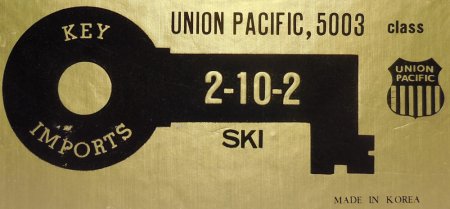 KEY
IMPORTS
UNION PACIFIC, 5003 class
2-10-2
SKI
UNION
PACIFIC
MADE IN KOREA